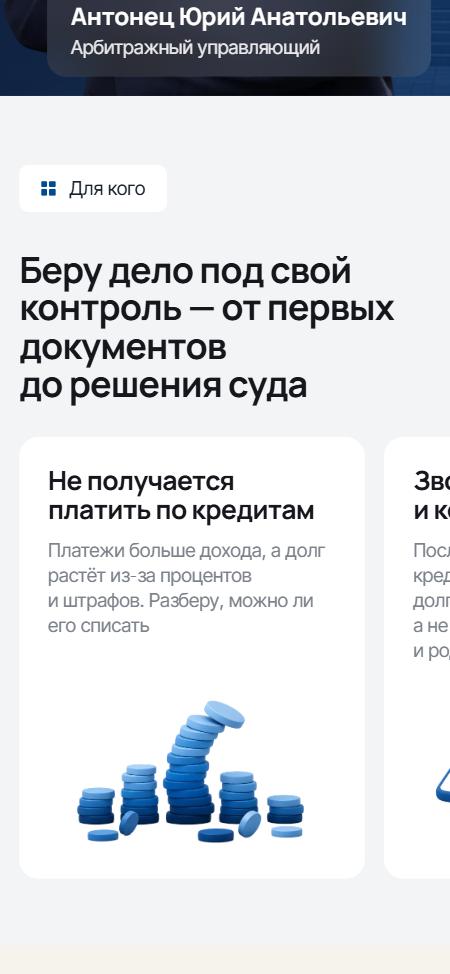 Антонец Юрий Анатольевич
Арбитражный управляющий
Для кого
Беру дело под свой
контроль — от первых
документов
до решения суда
Не получается
платить по кредитам
Платежи больше дохода, а долг
растёт из-за процентов
и штрафов. Разберу, можно ли
его списать
и
а не
и